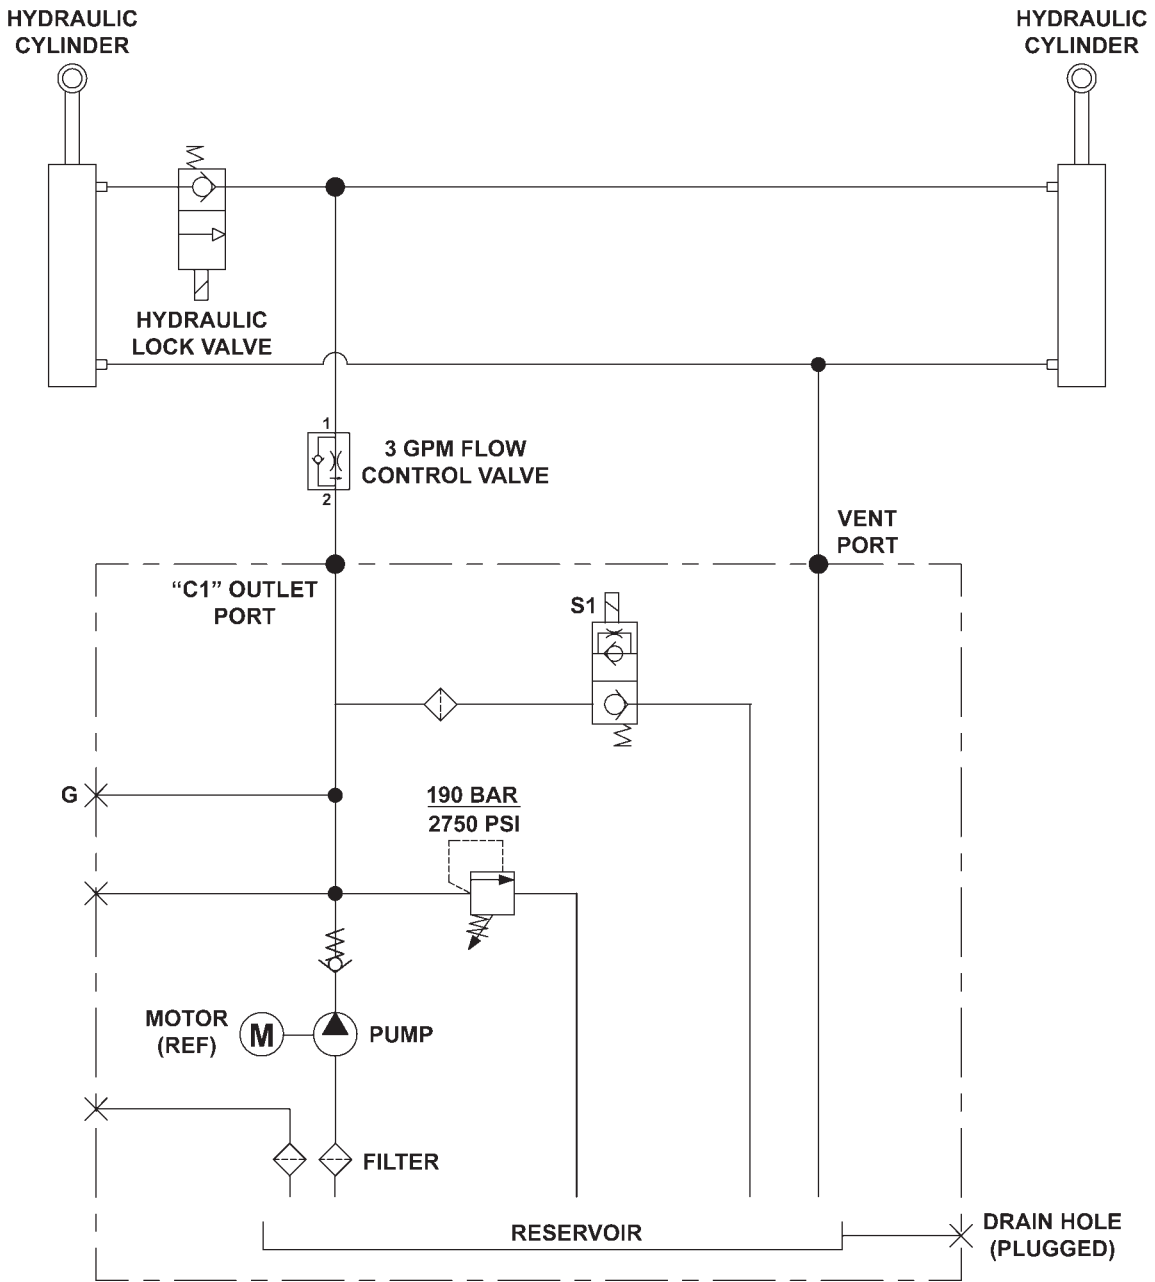 HYDRAULIC
CYLINDER
HYDRAULIC
CYLINDER
HYDRAULIC
LOCK VALVE
1
3 GPM FLOW
CONTROL VALVE
2
VENT
PORT
“C1” OUTLET
PORT
S1
G
190 BAR
2750 PSI
MOTOR
(REF)
M
PUMP
FILTER
RESERVOIR
DRAIN HOLE
(PLUGGED)